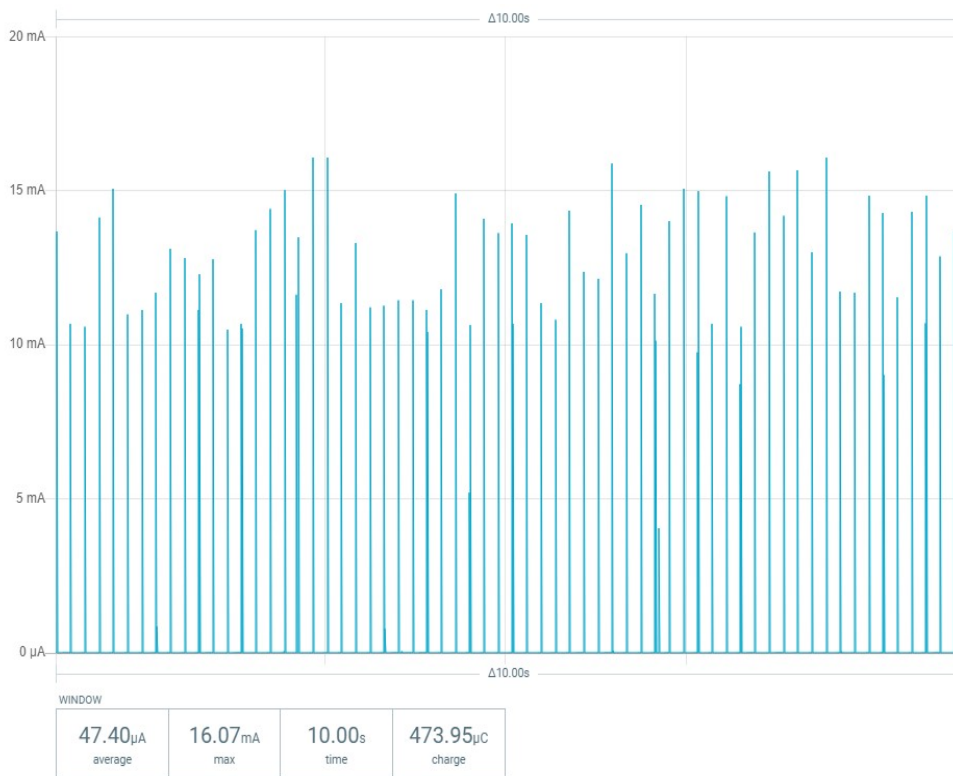 Δ10.00s
20 mA
15 mA
10 mA
5 mA
0 µA
Δ10.00s
WINDOW
47.40µA 16.07mA 10.00s 473.95µC
average max time charge